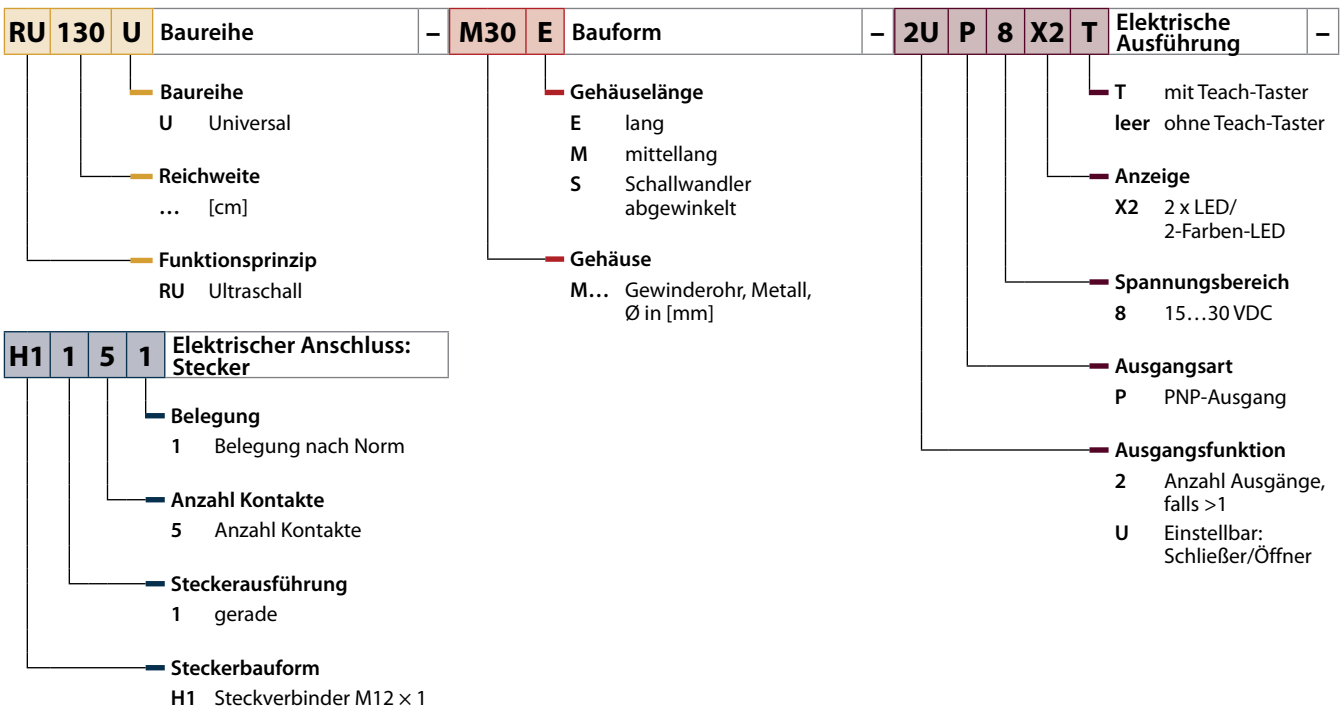 RU 130 U Baureihe – M30 E Bauform – 2U P 8 X2 T Elektrische Ausführung –
Baureihe
U Universal
Reichweite
… [cm]
Funktionsprinzip
RU Ultraschall
Gehäuselänge
E lang
M mittellang
S Schallwandler
abgewinkelt
Gehäuse
M… Gewinderohr, Metall,
Ø in [mm]
T mit Teach-Taster
leer ohne Teach-Taster
Anzeige
X2 2 x LED/
2-Farben-LED
Spannungsbereich
8 15…30 VDC
Ausgangsart
P PNP-Ausgang
Ausgangsfunktion
2 Anzahl Ausgänge,
falls >1
U Einstellbar:
Schließer/Öffner
H1 1 5 1 Elektrischer Anschluss:
Stecker
Belegung
1 Belegung nach Norm
Anzahl Kontakte
5 Anzahl Kontakte
Steckerausführung
1 gerade
Steckerbauform
H1 Steckverbinder M12 × 1